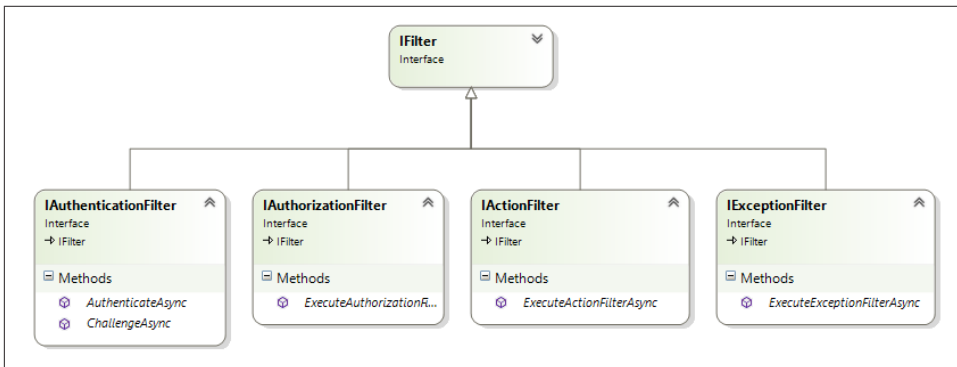 IFilter
Interface
IAuthenticationFilter
Interface
IFilter
Methods
AuthenticateAsync
ChallengeAsync
IAuthorizationFilter
Interface
IFilter
Methods
ExecuteAuthorizationR...
IActionFilter
Interface
IFilter
Methods
ExecuteActionFilterAsync
IExceptionFilter
Interface
IFilter
Methods
ExecuteExceptionFilterAsync